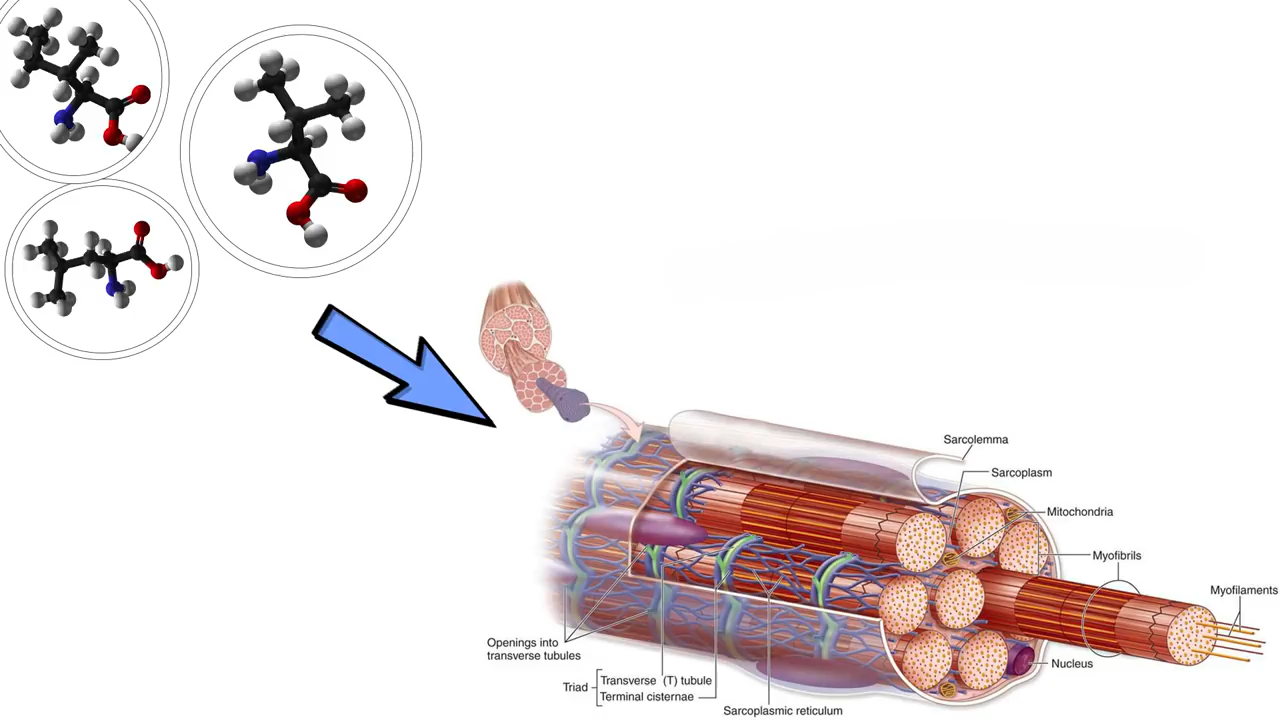 Sarcolemma
Sarcoplasm
Mitochondria
Myofibrils
Myofilaments
Nucleus
Openings into
transverse tubules
Triad
Transverse (T) tubule
Terminal cisternae
Sarcoplasmic reticulum